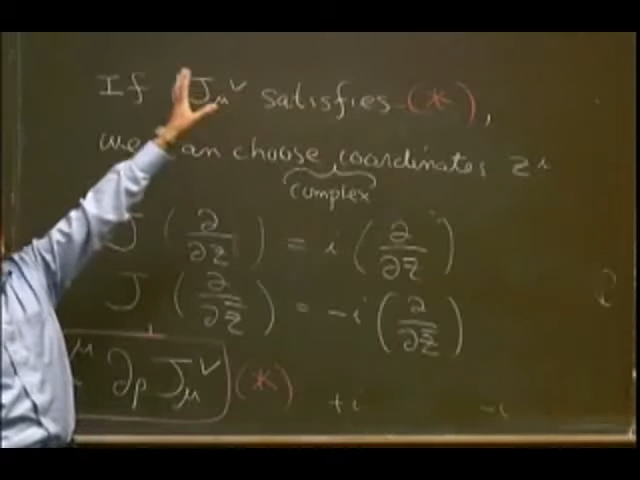 If J_μ^ν satisfies (*),
we can choose coordinates z^i
complex
J (∂/∂z) = i (∂/∂z)
J (∂/∂z̄) = -i (∂/∂z̄)
μ ∂_ρ J_μ^ν (*)
+i -i